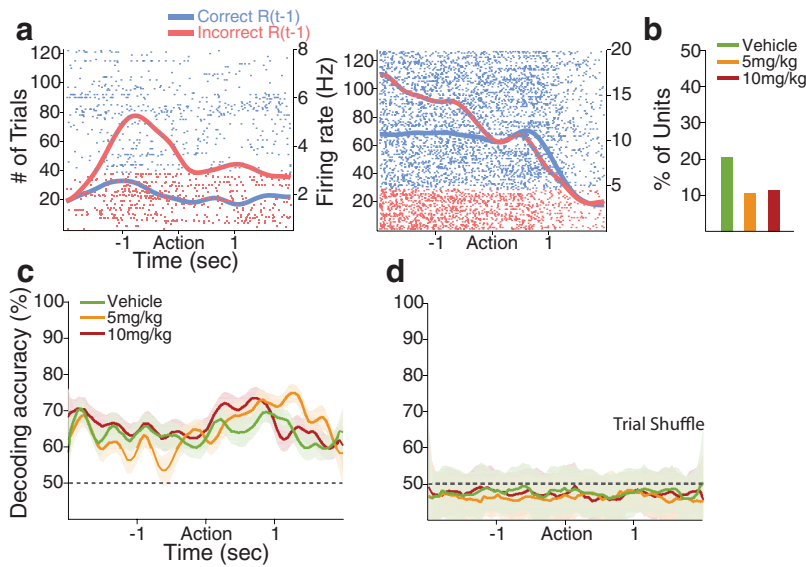 a
Correct R(t-1)
Incorrect R(t-1)
# of Trials
120
100
80
60
40
20
8
6
4
2
-1
Action
1
Time (sec)
Firing rate (Hz)
120
100
80
60
40
20
20
15
10
5
-1
Action
1
b
Vehicle
5mg/kg
10mg/kg
% of Units
50
40
30
20
10
c
Vehicle
5mg/kg
10mg/kg
Decoding accuracy (%)
100
90
80
70
60
50
-1
Action
1
Time (sec)
d
100
90
80
70
60
50
Trial Shuffle
-1
Action
1